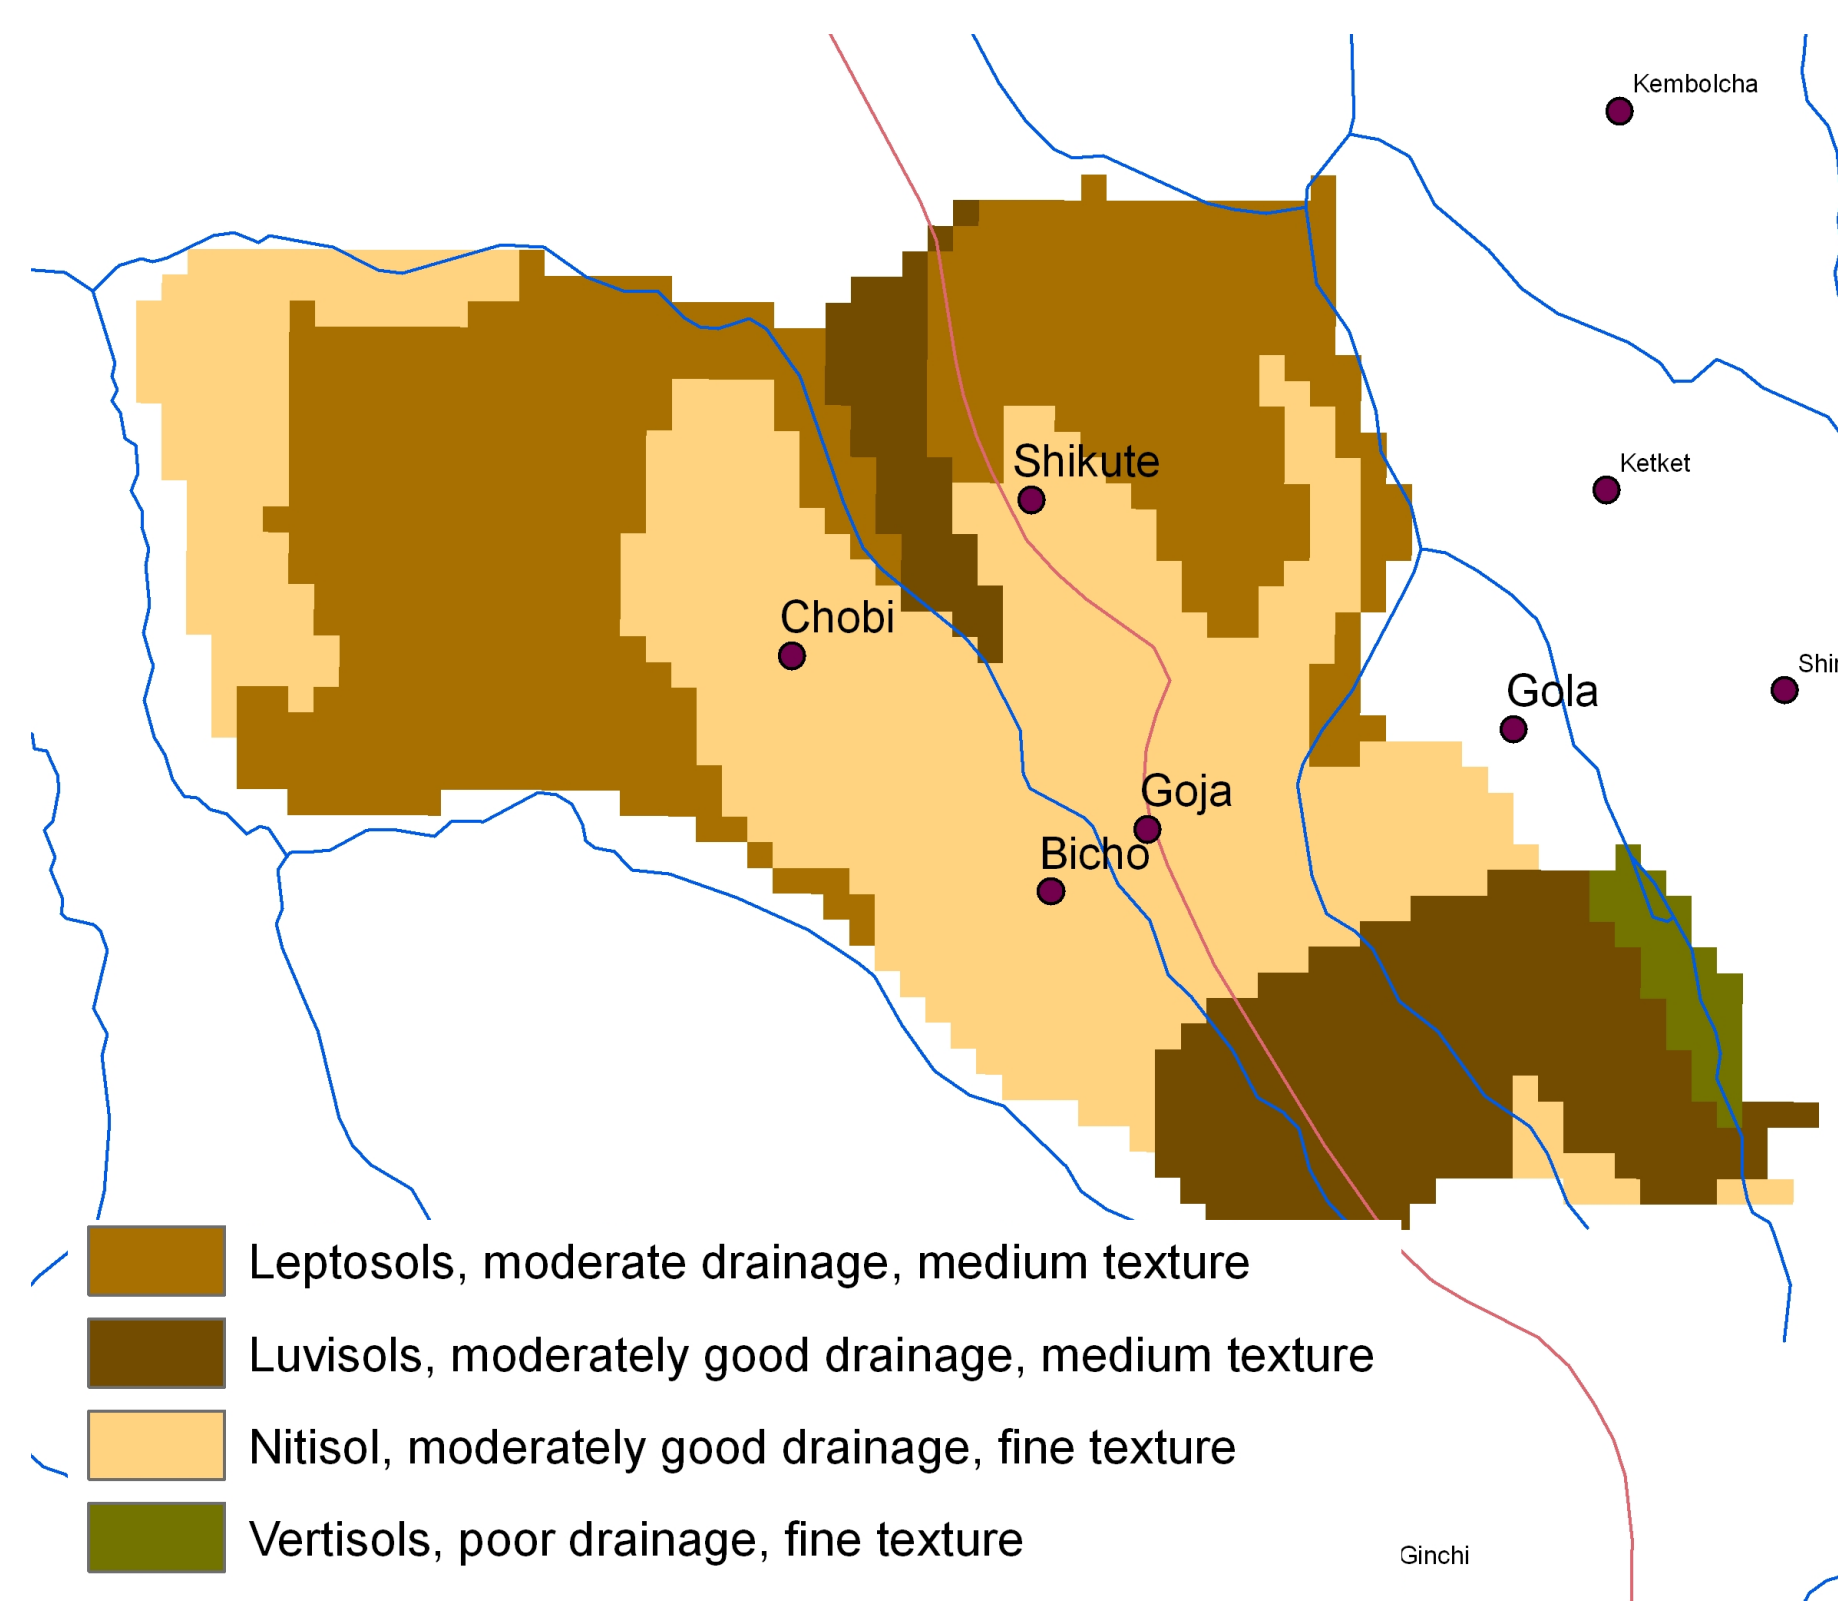 Kembolcha
Shikute
Ketket
Chobi
Shir
Gola
Goja
Bicho
Leptosols, moderate drainage, medium texture
Luvisols, moderately good drainage, medium texture
Nitisol, moderately good drainage, fine texture
Vertisols, poor drainage, fine texture
Ginchi